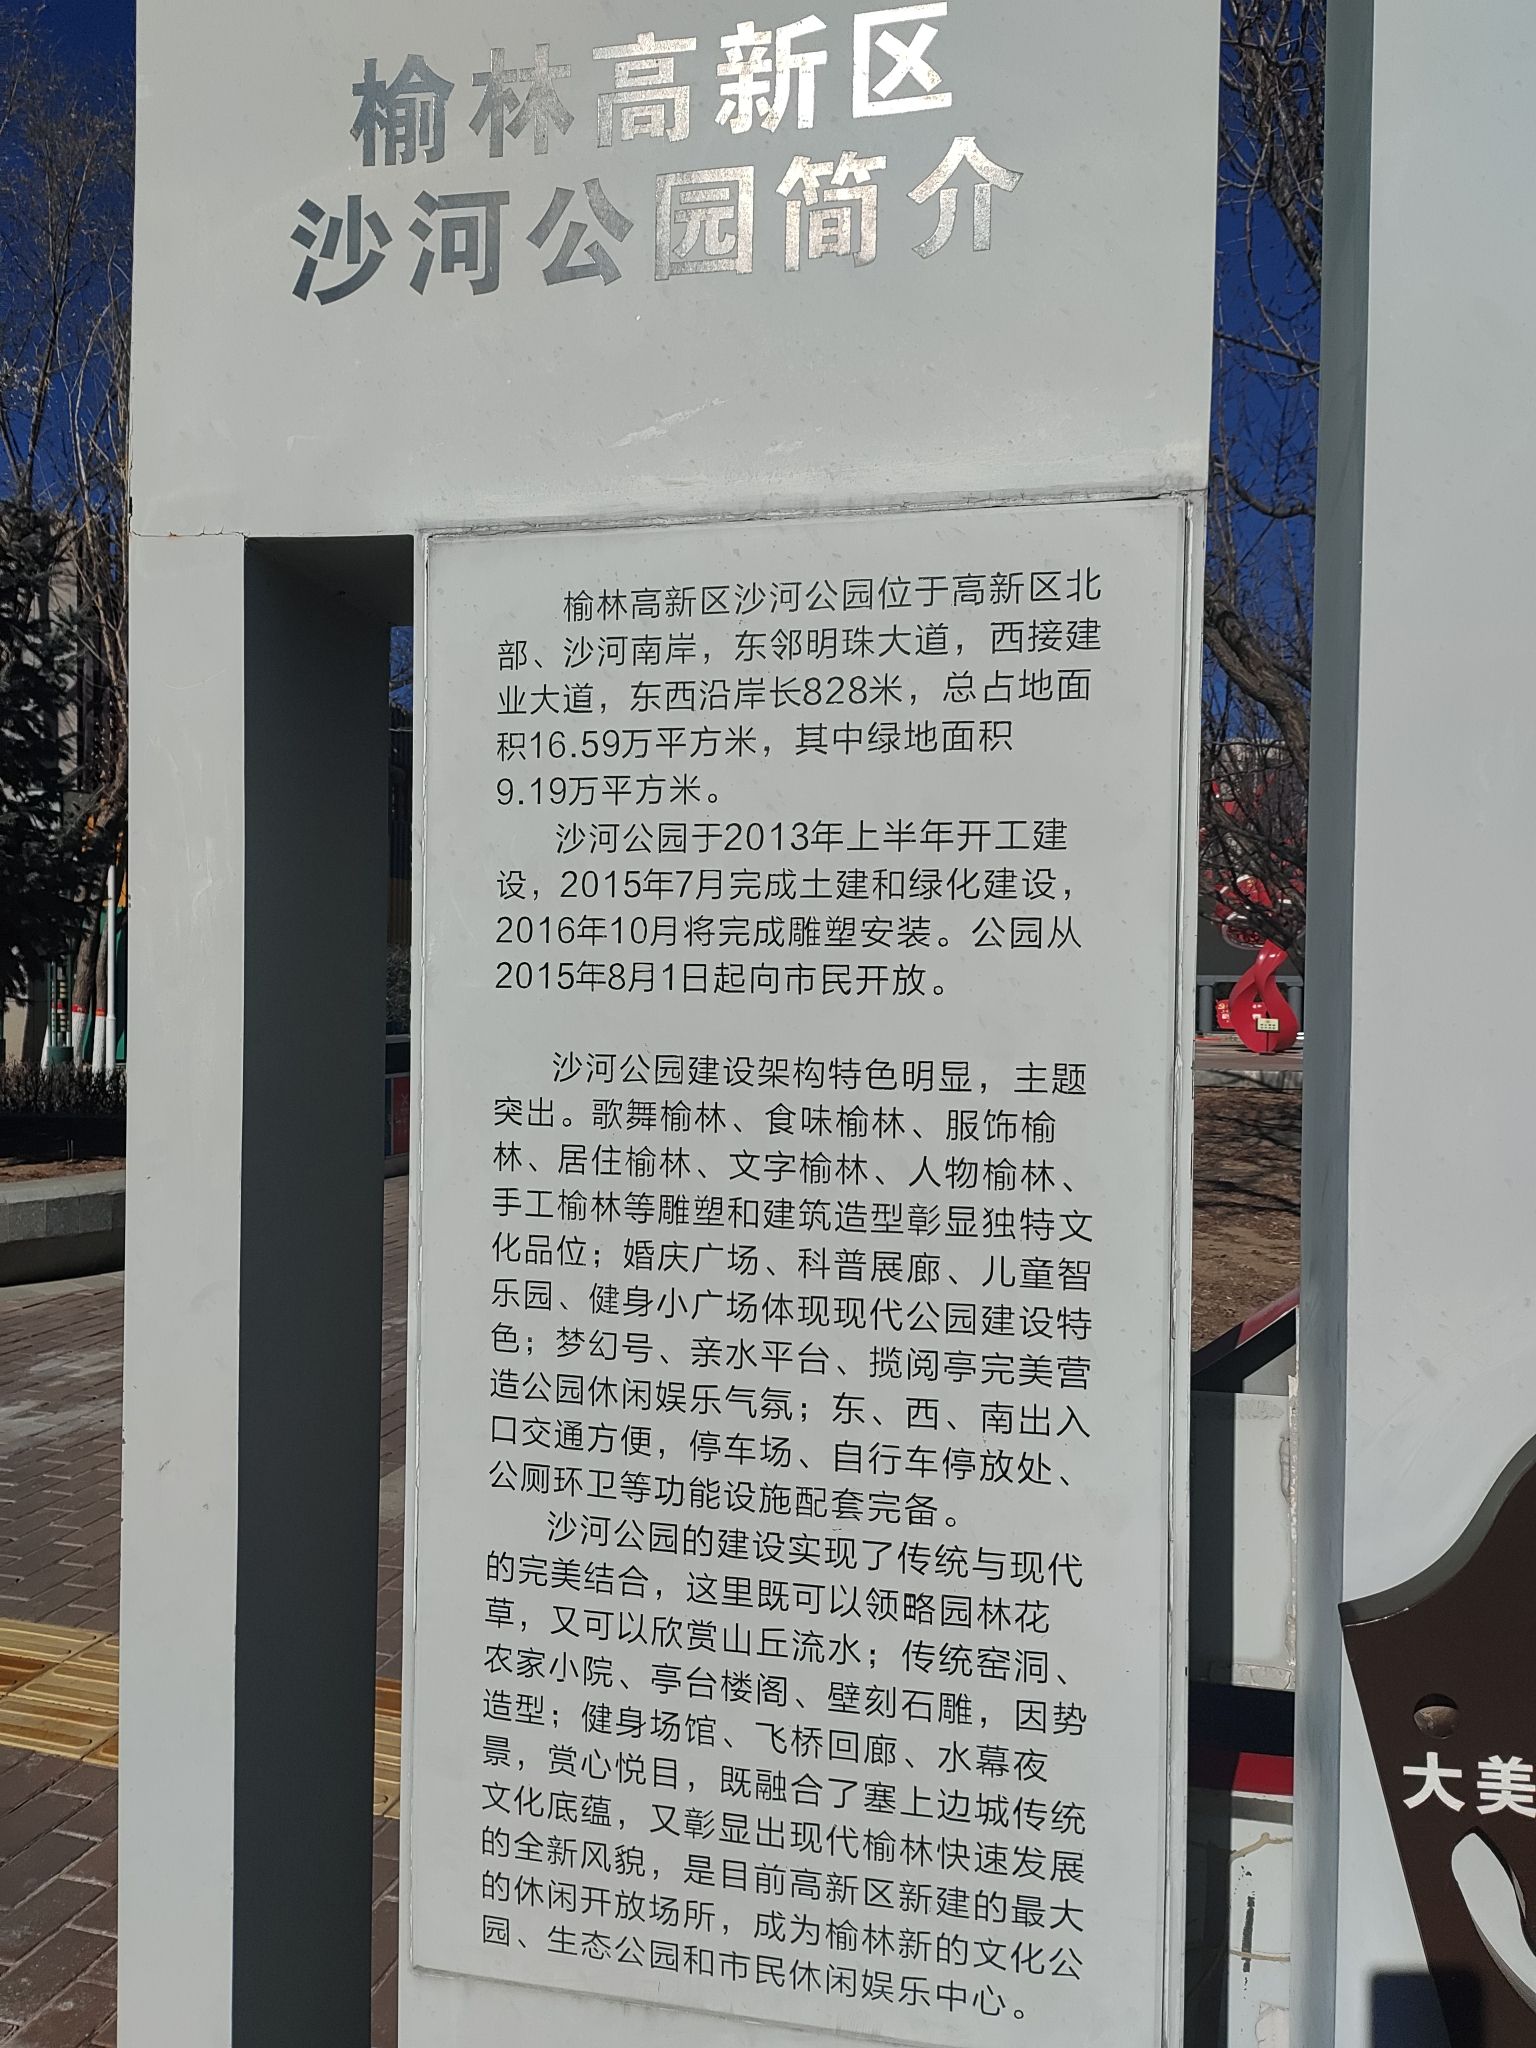 榆林高新区
沙河公园简介
榆林高新区沙河公园位于高新区北
部、沙河南岸，东邻明珠大道，西接建
业大道，东西沿岸长828米，总占地面
积16.59万平方米，其中绿地面积
9.19万平方米。
沙河公园于2013年上半年开工建
设，2015年7月完成土建和绿化建设，
2016年10月将完成雕塑安装。公园从
2015年8月1日起向市民开放。
沙河公园建设架构特色明显，主题
突出。歌舞榆林、食味榆林、服饰榆
林、居住榆林、文字榆林、人物榆林、
手工榆林等雕塑和建筑造型彰显独特文
化品位；婚庆广场、科普展廊、儿童智
乐园、健身小广场体现现代公园建设特
色；梦幻号、亲水平台、揽阅亭完美营
造公园休闲娱乐气氛；东、西、南出入
口交通方便，停车场、自行车停放处、
公厕环卫等功能设施配套完备。
沙河公园的建设实现了传统与现代
的完美结合，这里既可以领略园林花
草，又可以欣赏山丘流水；传统窑洞、
农家小院、亭台楼阁、壁刻石雕，因势
造型；健身场馆、飞桥回廊、水幕夜
景，赏心悦目，既融合了塞上边城传统
文化底蕴，又彰显出现代榆林快速发展
的全新风貌，是目前高新区新建的最大
的休闲开放场所，成为榆林新的文化公
园、生态公园和市民休闲娱乐中心。
大美